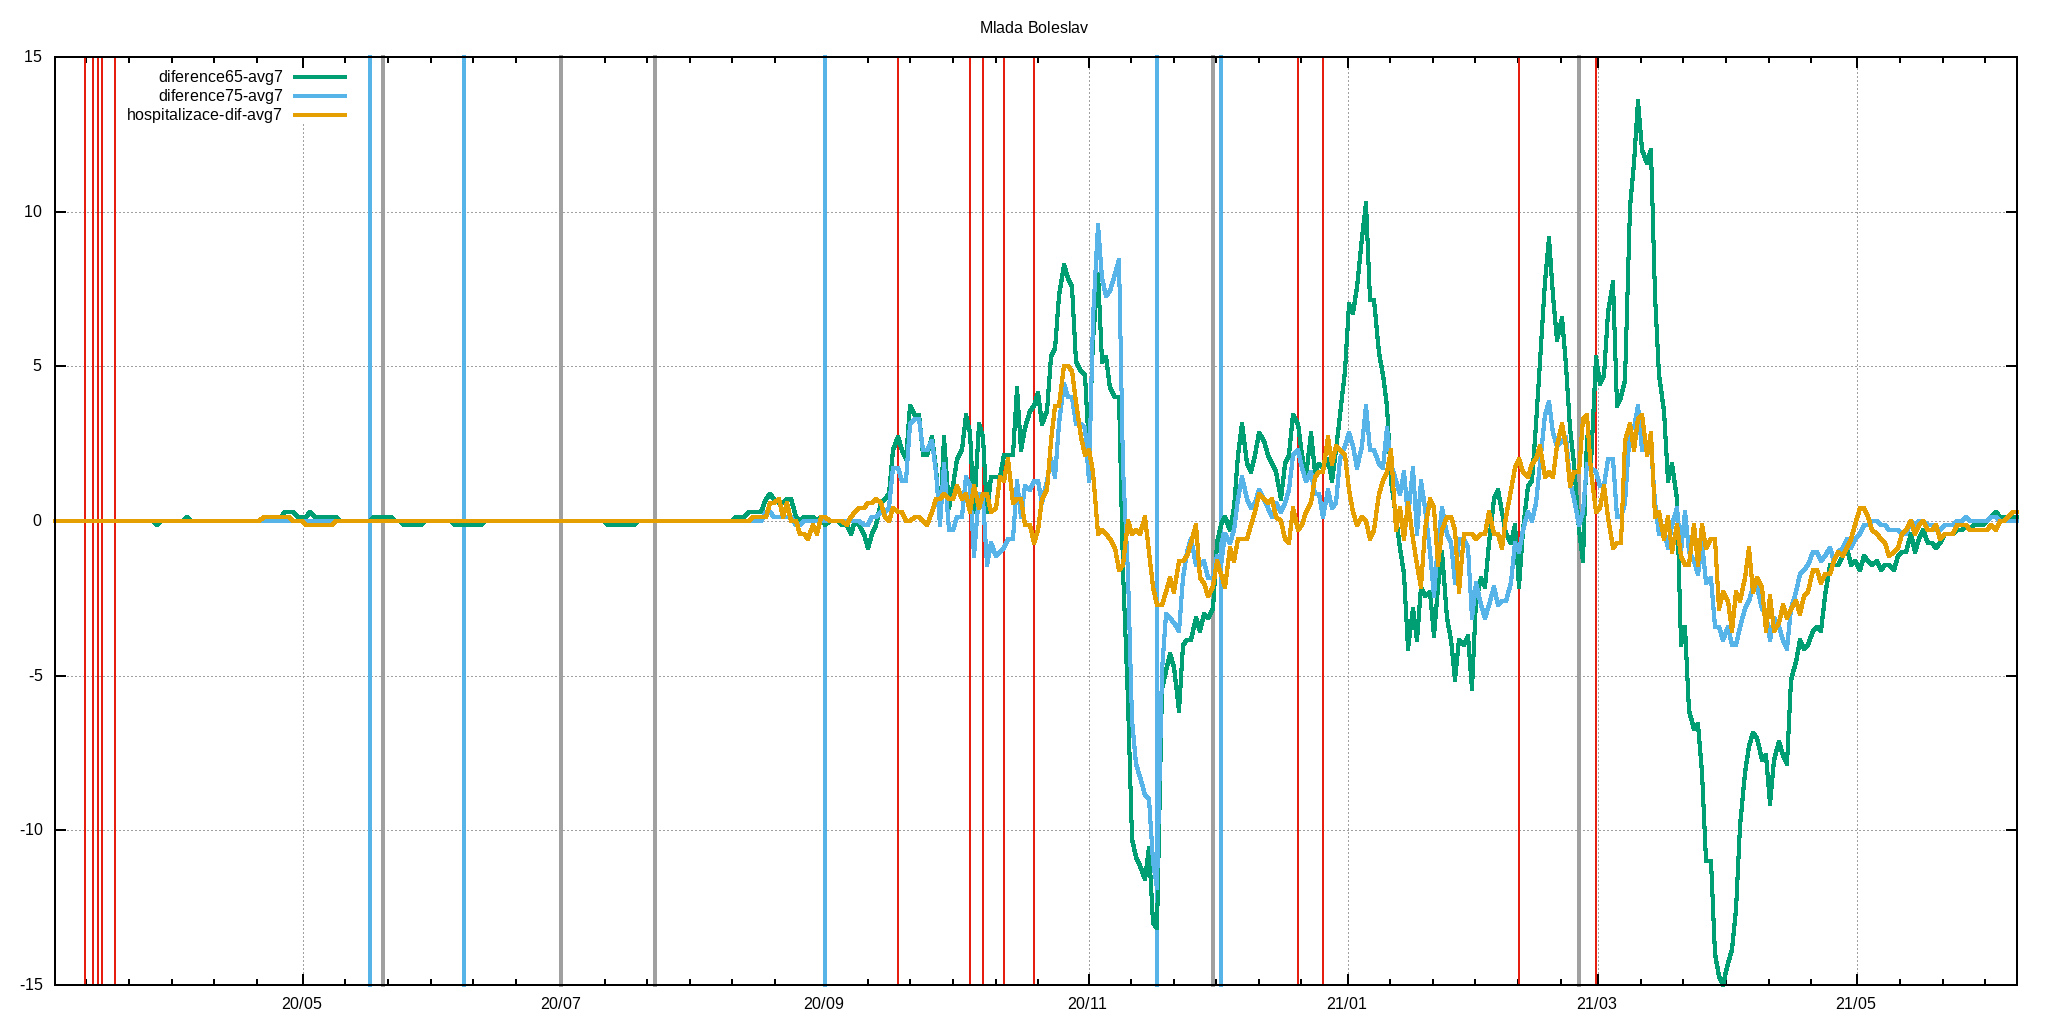 Mlada Boleslav
15
diference65-avg7
diference75-avg7
hospitalizace-dif-avg7
10
5
0
-5
-10
-15
20/05 20/07 20/09 20/11 21/01 21/03 21/05